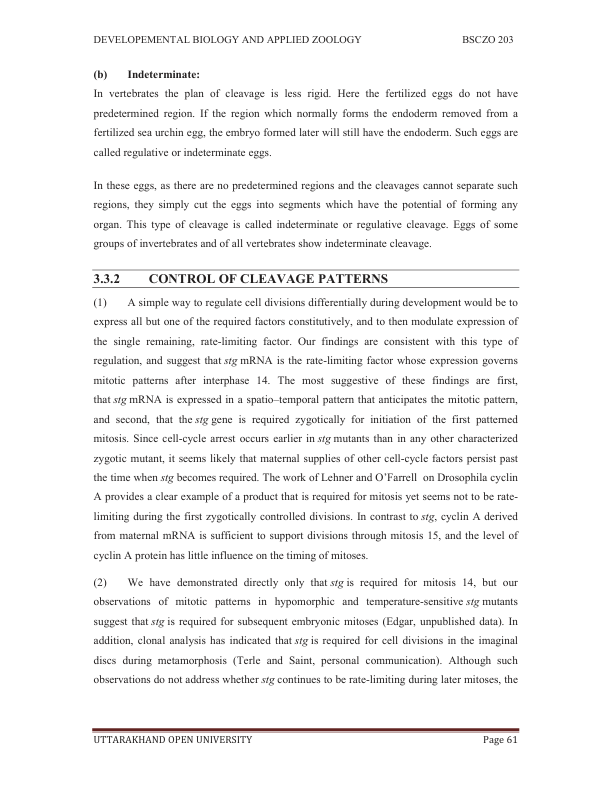 DEVELOPEMENTAL BIOLOGY AND APPLIED ZOOLOGY BSCZO 203
(b) Indeterminate:
In vertebrates the plan of cleavage is less rigid. Here the fertilized eggs do not have
predetermined region. If the region which normally forms the endoderm removed from a
fertilized sea urchin egg, the embryo formed later will still have the endoderm. Such eggs are
called regulative or indeterminate eggs.
In these eggs, as there are no predetermined regions and the cleavages cannot separate such
regions, they simply cut the eggs into segments which have the potential of forming any
organ. This type of cleavage is called indeterminate or regulative cleavage. Eggs of some
groups of invertebrates and of all vertebrates show indeterminate cleavage.
3.3.2 CONTROL OF CLEAVAGE PATTERNS
(1) A simple way to regulate cell divisions differentially during development would be to
express all but one of the required factors constitutively, and to then modulate expression of
the single remaining, rate-limiting factor. Our findings are consistent with this type of
regulation, and suggest that stg mRNA is the rate-limiting factor whose expression governs
mitotic patterns after interphase 14. The most suggestive of these findings are first,
that stg mRNA is expressed in a spatio–temporal pattern that anticipates the mitotic pattern,
and second, that the stg gene is required zygotically for initiation of the first patterned
mitosis. Since cell-cycle arrest occurs earlier in stg mutants than in any other characterized
zygotic mutant, it seems likely that maternal supplies of other cell-cycle factors persist past
the time when stg becomes required. The work of Lehner and O'Farrell on Drosophila cyclin
A provides a clear example of a product that is required for mitosis yet seems not to be rate-
limiting during the first zygotically controlled divisions. In contrast to stg, cyclin A derived
from maternal mRNA is sufficient to support divisions through mitosis 15, and the level of
cyclin A protein has little influence on the timing of mitoses.
(2) We have demonstrated directly only that stg is required for mitosis 14, but our
observations of mitotic patterns in hypomorphic and temperature-sensitive stg mutants
suggest that stg is required for subsequent embryonic mitoses (Edgar, unpublished data). In
addition, clonal analysis has indicated that stg is required for cell divisions in the imaginal
discs during metamorphosis (Terle and Saint, personal communication). Although such
observations do not address whether stg continues to be rate-limiting during later mitoses, the
UTTARAKHAND OPEN UNIVERSITY Page 61